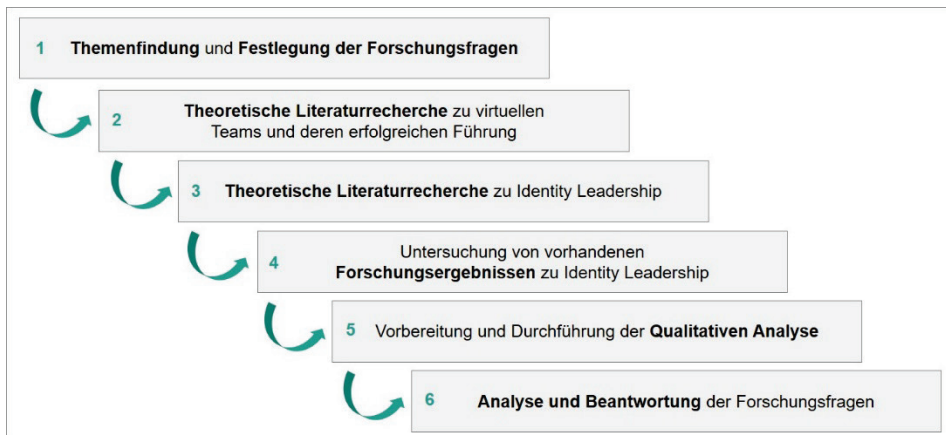 1 Themenfindung und Festlegung der Forschungsfragen
2 Theoretische Literaturrecherche zu virtuellen
Teams und deren erfolgreichen Führung
3 Theoretische Literaturrecherche zu Identity Leadership
4 Untersuchung von vorhandenen
Forschungsergebnissen zu Identity Leadership
5 Vorbereitung und Durchführung der Qualitativen Analyse
6 Analyse und Beantwortung der Forschungsfragen